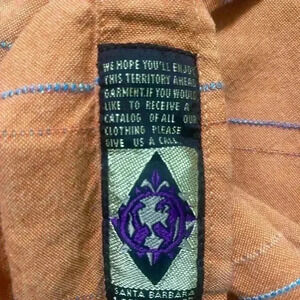 WE HOPE YOU'LL ENJOY
THIS TERRITORY AHEAD
GARMENT.IF YOU WOULD
LIKE TO RECEIVE A
CATALOG OF ALL OUR
CLOTHING PLEASE
GIVE US A CALL.
SANTA BARBARA